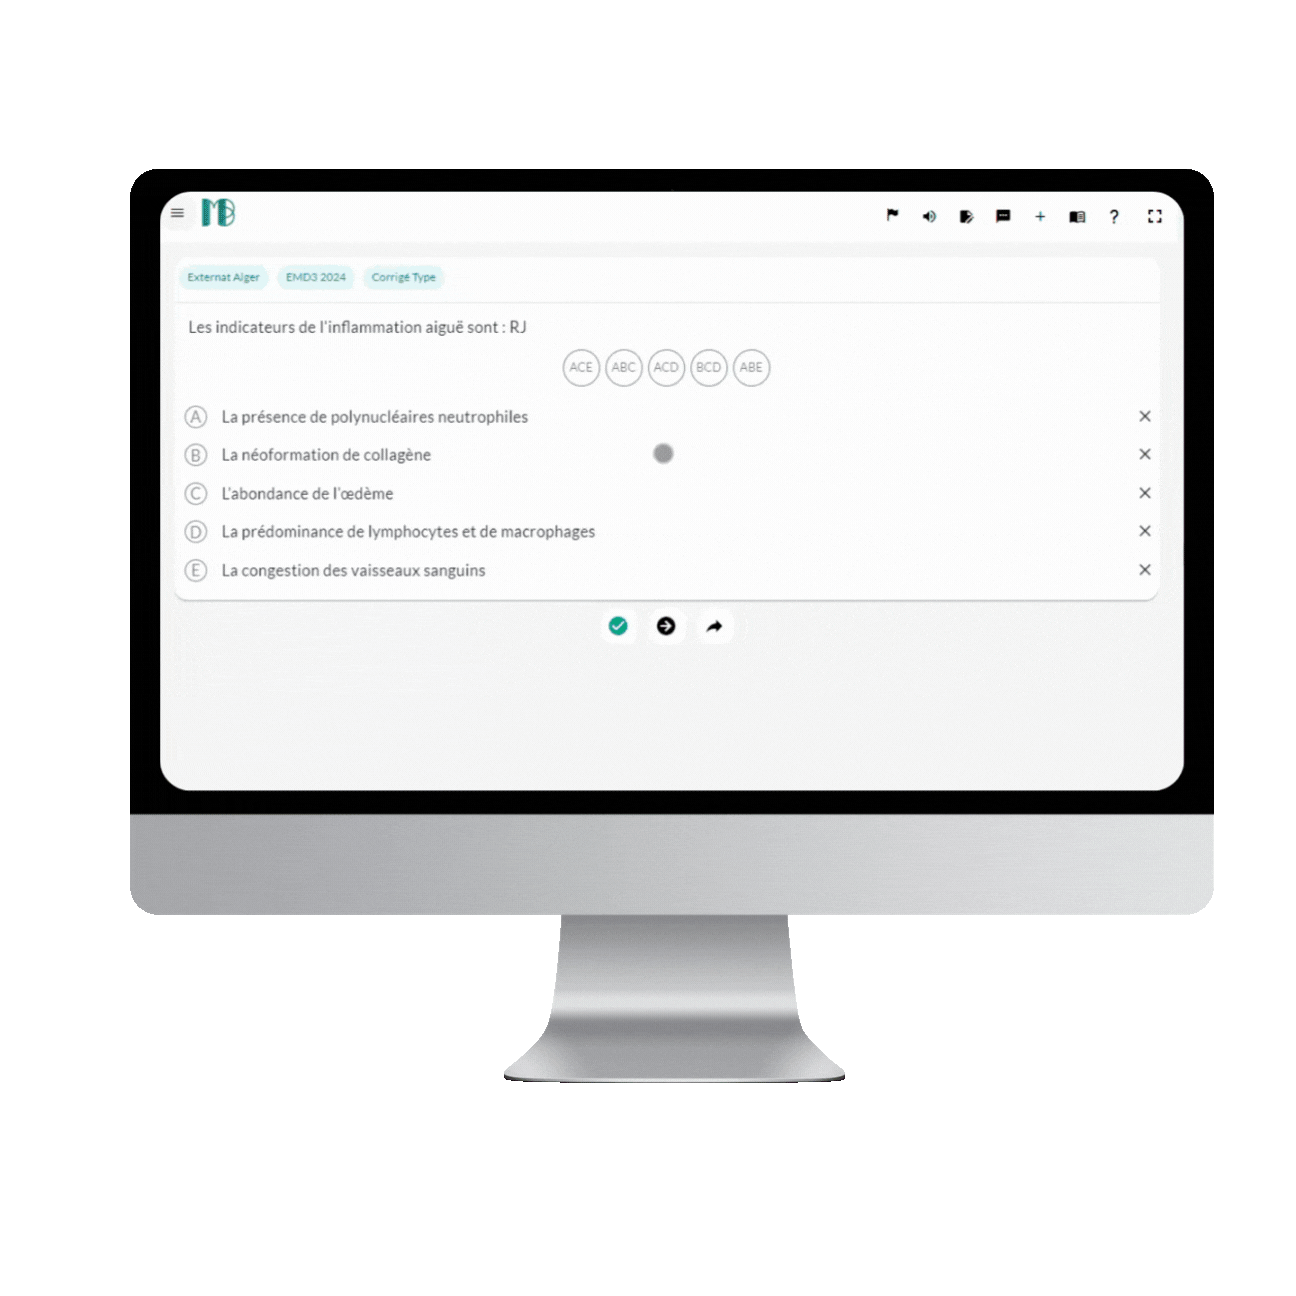 MB
Externat Alger EMD3 2024 Corrigé Type
Les indicateurs de l'inflammation aiguë sont : RJ
ACE ABC ACD BCD ABE
A La présence de polynucléaires neutrophiles
B La néoformation de collagène
C L'abondance de l'œdème
D La prédominance de lymphocytes et de macrophages
E La congestion des vaisseaux sanguins